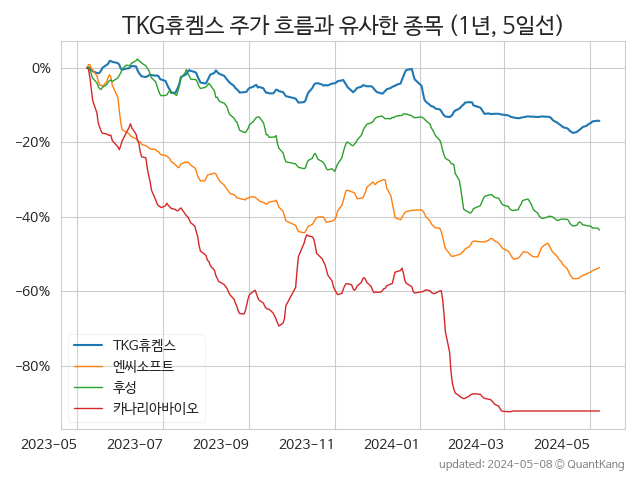 TKG휴켐스 주가 흐름과 유사한 종목 (1년, 5일선)
0%
−20%
−40%
−60%
−80%
TKG휴켐스
엔씨소프트
후성
카나리아바이오
2023-05 2023-07 2023-09 2023-11 2024-01 2024-03 2024-05
updated: 2024-05-08 © QuantKang